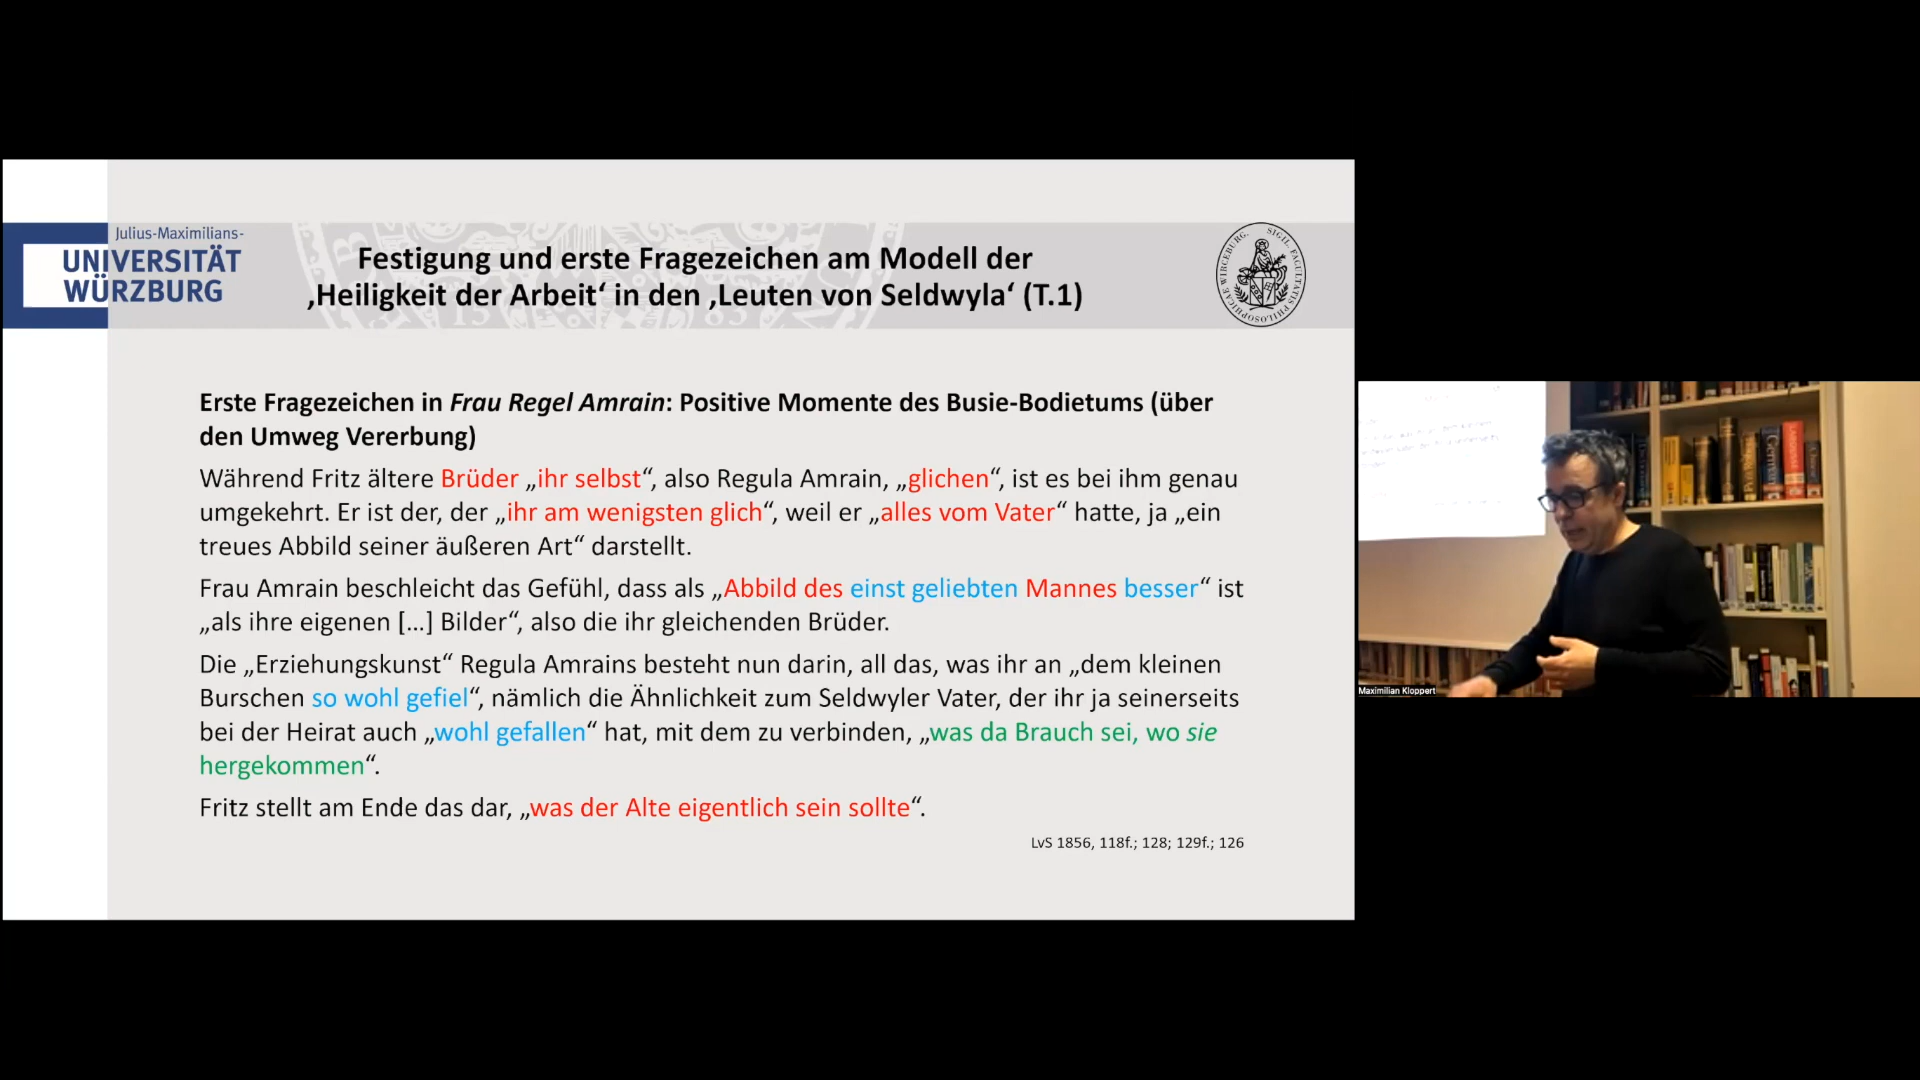 Julius-Maximilians-
UNIVERSITÄT
WÜRZBURG
Festigung und erste Fragezeichen am Modell der
‚Heiligkeit der Arbeit‘ in den ‚Leuten von Seldwyla‘ (T.1)
SIGIL. FACULTATIS PHILOSOPHICAE WIRCEBURG.
Erste Fragezeichen in Frau Regel Amrain: Positive Momente des Busie-Bodietums (über
den Umweg Vererbung)
Während Fritz ältere Brüder „ihr selbst“, also Regula Amrain, „glichen“, ist es bei ihm genau
umgekehrt. Er ist der, der „ihr am wenigsten glich“, weil er „alles vom Vater“ hatte, ja „ein
treues Abbild seiner äußeren Art“ darstellt.
Frau Amrain beschleicht das Gefühl, dass als „Abbild des einst geliebten Mannes besser“ ist
„als ihre eigenen [...] Bilder“, also die ihr gleichenden Brüder.
Die „Erziehungskunst“ Regula Amrains besteht nun darin, all das, was ihr an „dem kleinen
Burschen so wohl gefiel“, nämlich die Ähnlichkeit zum Seldwyler Vater, der ihr ja seinerseits
bei der Heirat auch „wohl gefallen“ hat, mit dem zu verbinden, „was da Brauch sei, wo sie
hergekommen“.
Fritz stellt am Ende das dar, „was der Alte eigentlich sein sollte“.
LvS 1856, 118f.; 128; 129f.; 126
Maximilian Kloppert